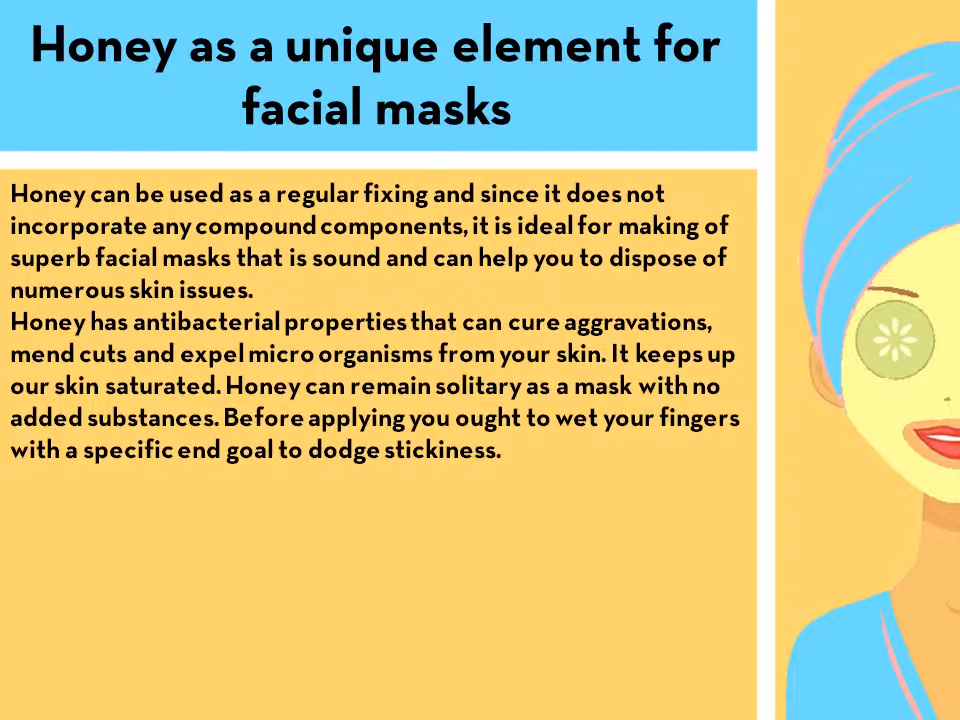 Honey as a unique element for
facial masks
Honey can be used as a regular fixing and since it does not
incorporate any compound components, it is ideal for making of
superb facial masks that is sound and can help you to dispose of
numerous skin issues.
Honey has antibacterial properties that can cure aggravations,
mend cuts and expel micro organisms from your skin. It keeps up
our skin saturated. Honey can remain solitary as a mask with no
added substances. Before applying you ought to wet your fingers
with a specific end goal to dodge stickiness.